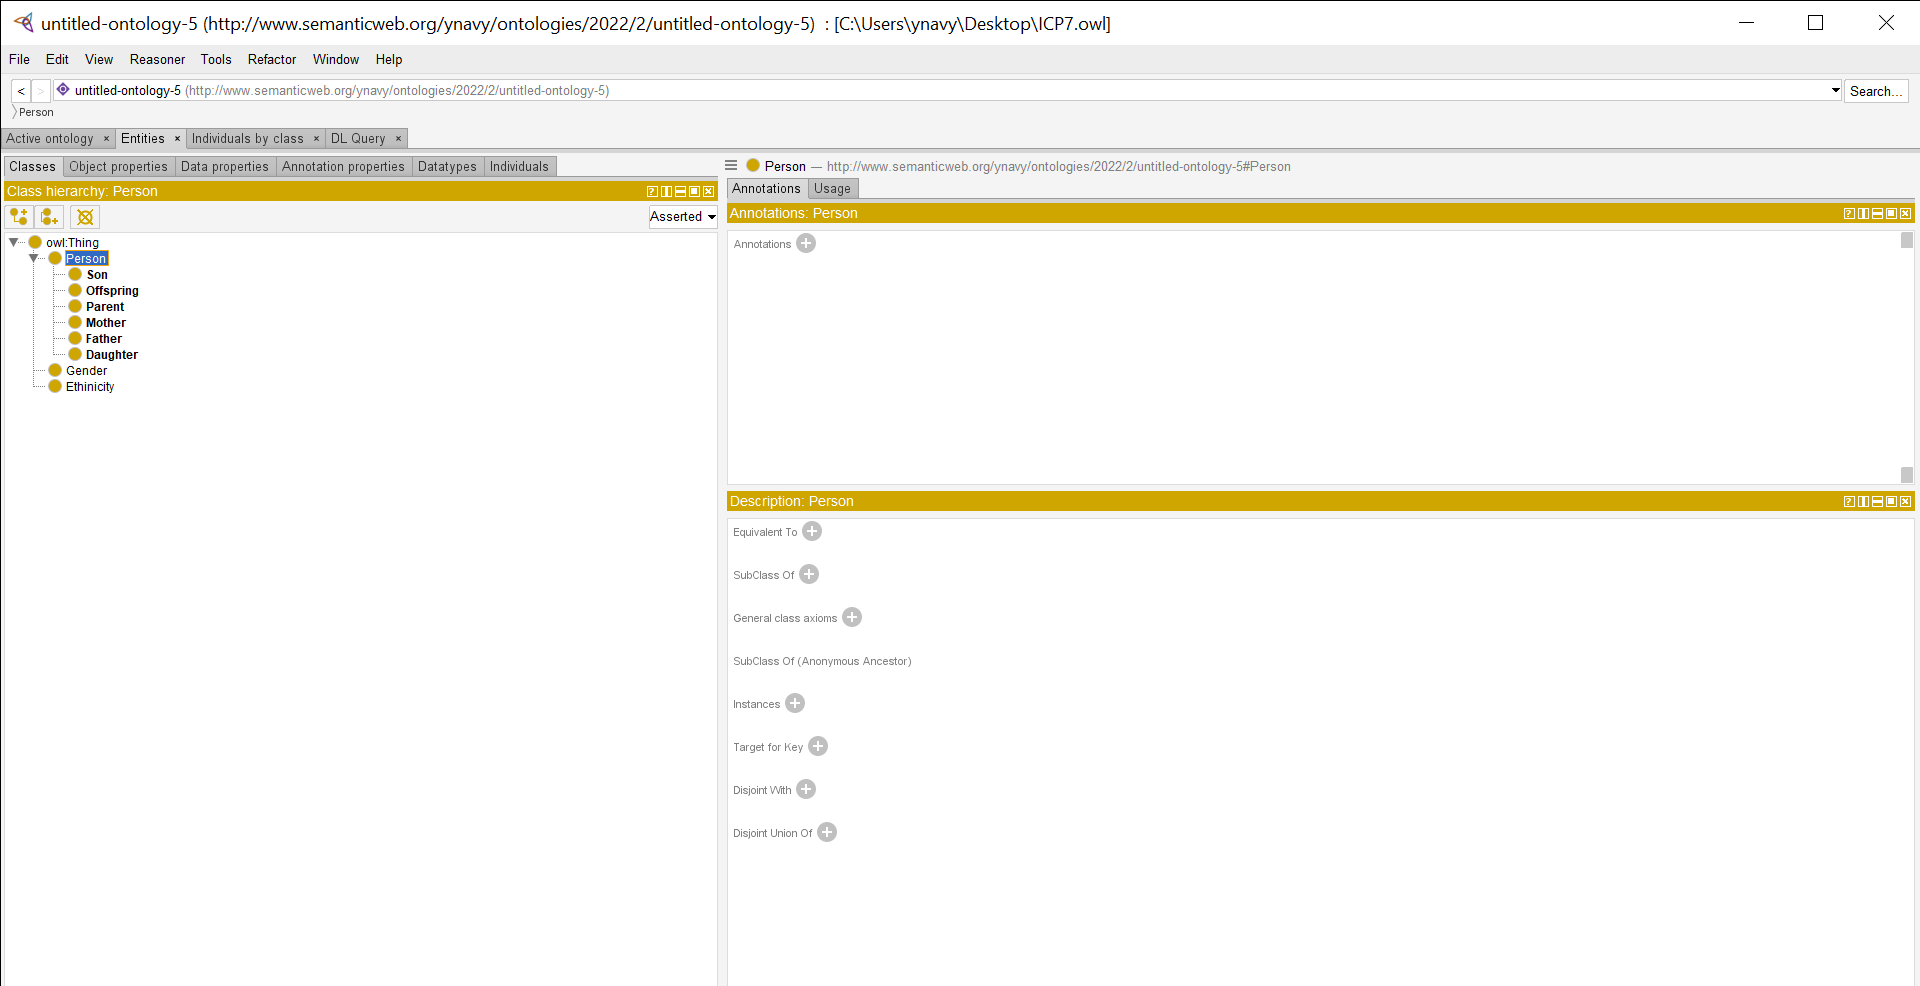 untitled-ontology-5 (http://www.semanticweb.org/ynavy/ontologies/2022/2/untitled-ontology-5) : [C:\Users\ynavy\Desktop\ICP7.owl]
File Edit View Reasoner Tools Refactor Window Help
< > untitled-ontology-5 (http://www.semanticweb.org/ynavy/ontologies/2022/2/untitled-ontology-5) Search...
Person
Active ontology × Entities × Individuals by class × DL Query ×
Classes Object properties Data properties Annotation properties Datatypes Individuals
Class hierarchy: Person
Asserted
owl:Thing
Person
Son
Offspring
Parent
Mother
Father
Daughter
Gender
Ethinicity
Person — http://www.semanticweb.org/ynavy/ontologies/2022/2/untitled-ontology-5#Person
Annotations Usage
Annotations: Person
Annotations
Description: Person
Equivalent To
SubClass Of
General class axioms
SubClass Of (Anonymous Ancestor)
Instances
Target for Key
Disjoint With
Disjoint Union Of